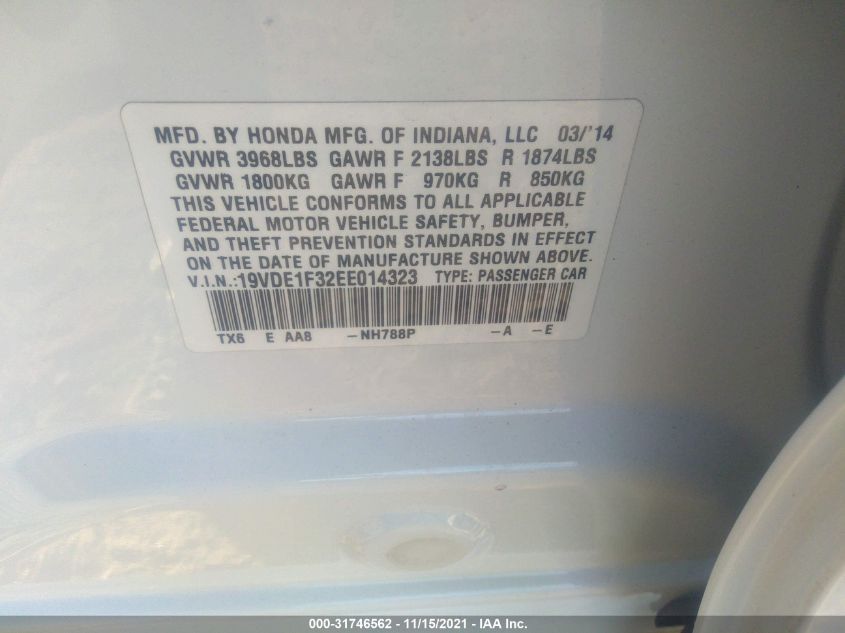 MFD. BY HONDA MFG. OF INDIANA, LLC 03/'14
GVWR 3968LBS GAWR F 2138LBS R 1874LBS
GVWR 1800KG GAWR F 970KG R 850KG
THIS VEHICLE CONFORMS TO ALL APPLICABLE
FEDERAL MOTOR VEHICLE SAFETY, BUMPER,
AND THEFT PREVENTION STANDARDS IN EFFECT
ON THE DATE OF MANUFACTURE SHOWN ABOVE.
V.I.N.:19VDE1F32EE014323 TYPE: PASSENGER CAR
TX6 E AA8 -NH788P -A -E
000-31746562 - 11/15/2021 - IAA Inc.